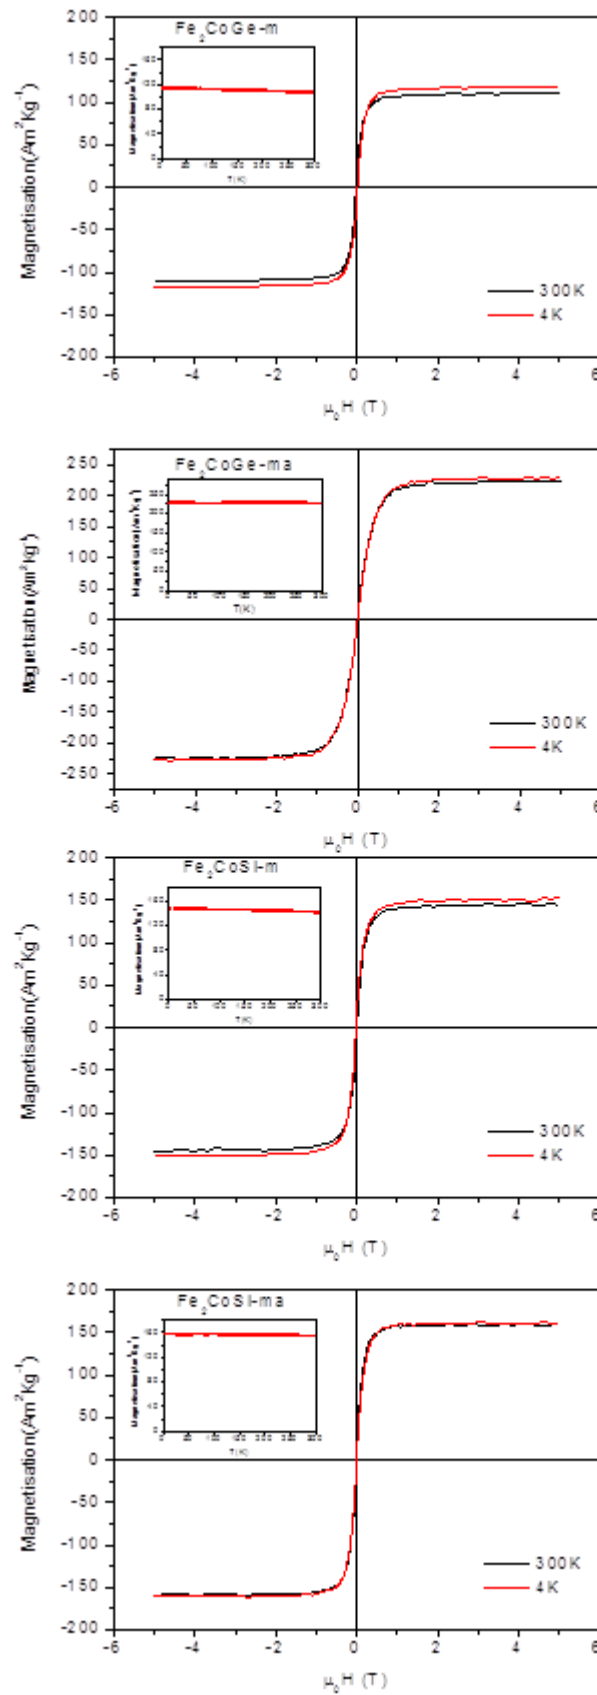 Fe2CoGe-m
Magnetisation(Am2Kg-1)
200
150
100
50
0
-50
-100
-150
-200
T(K)
300K
4K
-6 -4 -2 0 2 4 6
μ0H (T)
Fe2CoGe-ma
Magnetisation(Am2Kg-1)
250
200
150
100
50
0
-50
-100
-150
-200
-250
T(K)
300K
4K
-6 -4 -2 0 2 4 6
μ0H (T)
Fe2CoSi-m
Magnetisation(Am2Kg-1)
200
150
100
50
0
-50
-100
-150
-200
T(K)
300K
4K
-6 -4 -2 0 2 4 6
μ0H (T)
Fe2CoSi-ma
Magnetisation(Am2Kg-1)
200
150
100
50
0
-50
-100
-150
-200
T(K)
300K
4K
-6 -4 -2 0 2 4 6
μ0H (T)